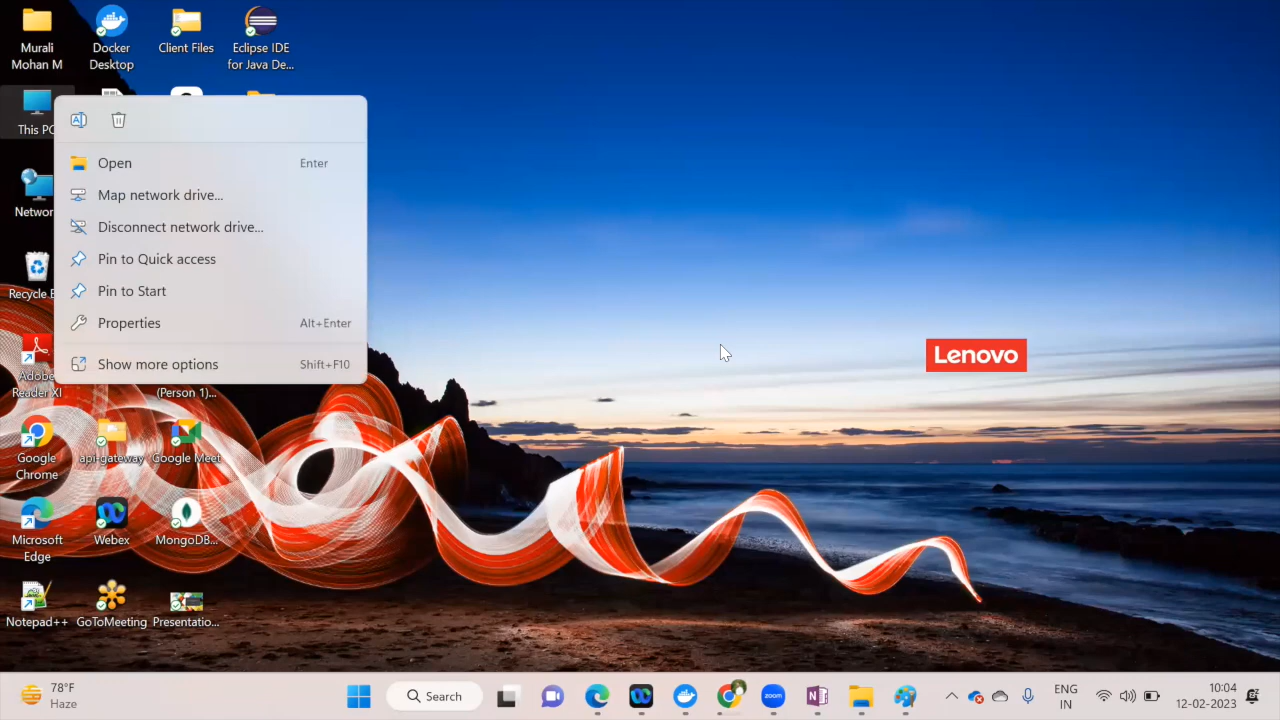 Murali
Mohan M
Docker
Desktop
Client Files
Eclipse IDE
for Java De...
This PC
Open
Enter
Map network drive...
Disconnect network drive...
Pin to Quick access
Pin to Start
Properties
Alt+Enter
Show more options
Shift+F10
Networ
Recycle B
Adobe
Reader XI
(Person 1)...
Google
Chrome
api-gateway
Google Meet
Microsoft
Edge
Webex
MongoDB...
Notepad++
GoToMeeting
Presentatio...
Lenovo
78°F
Haze
Search
zoom
ENG
IN
10:04
12-02-2023